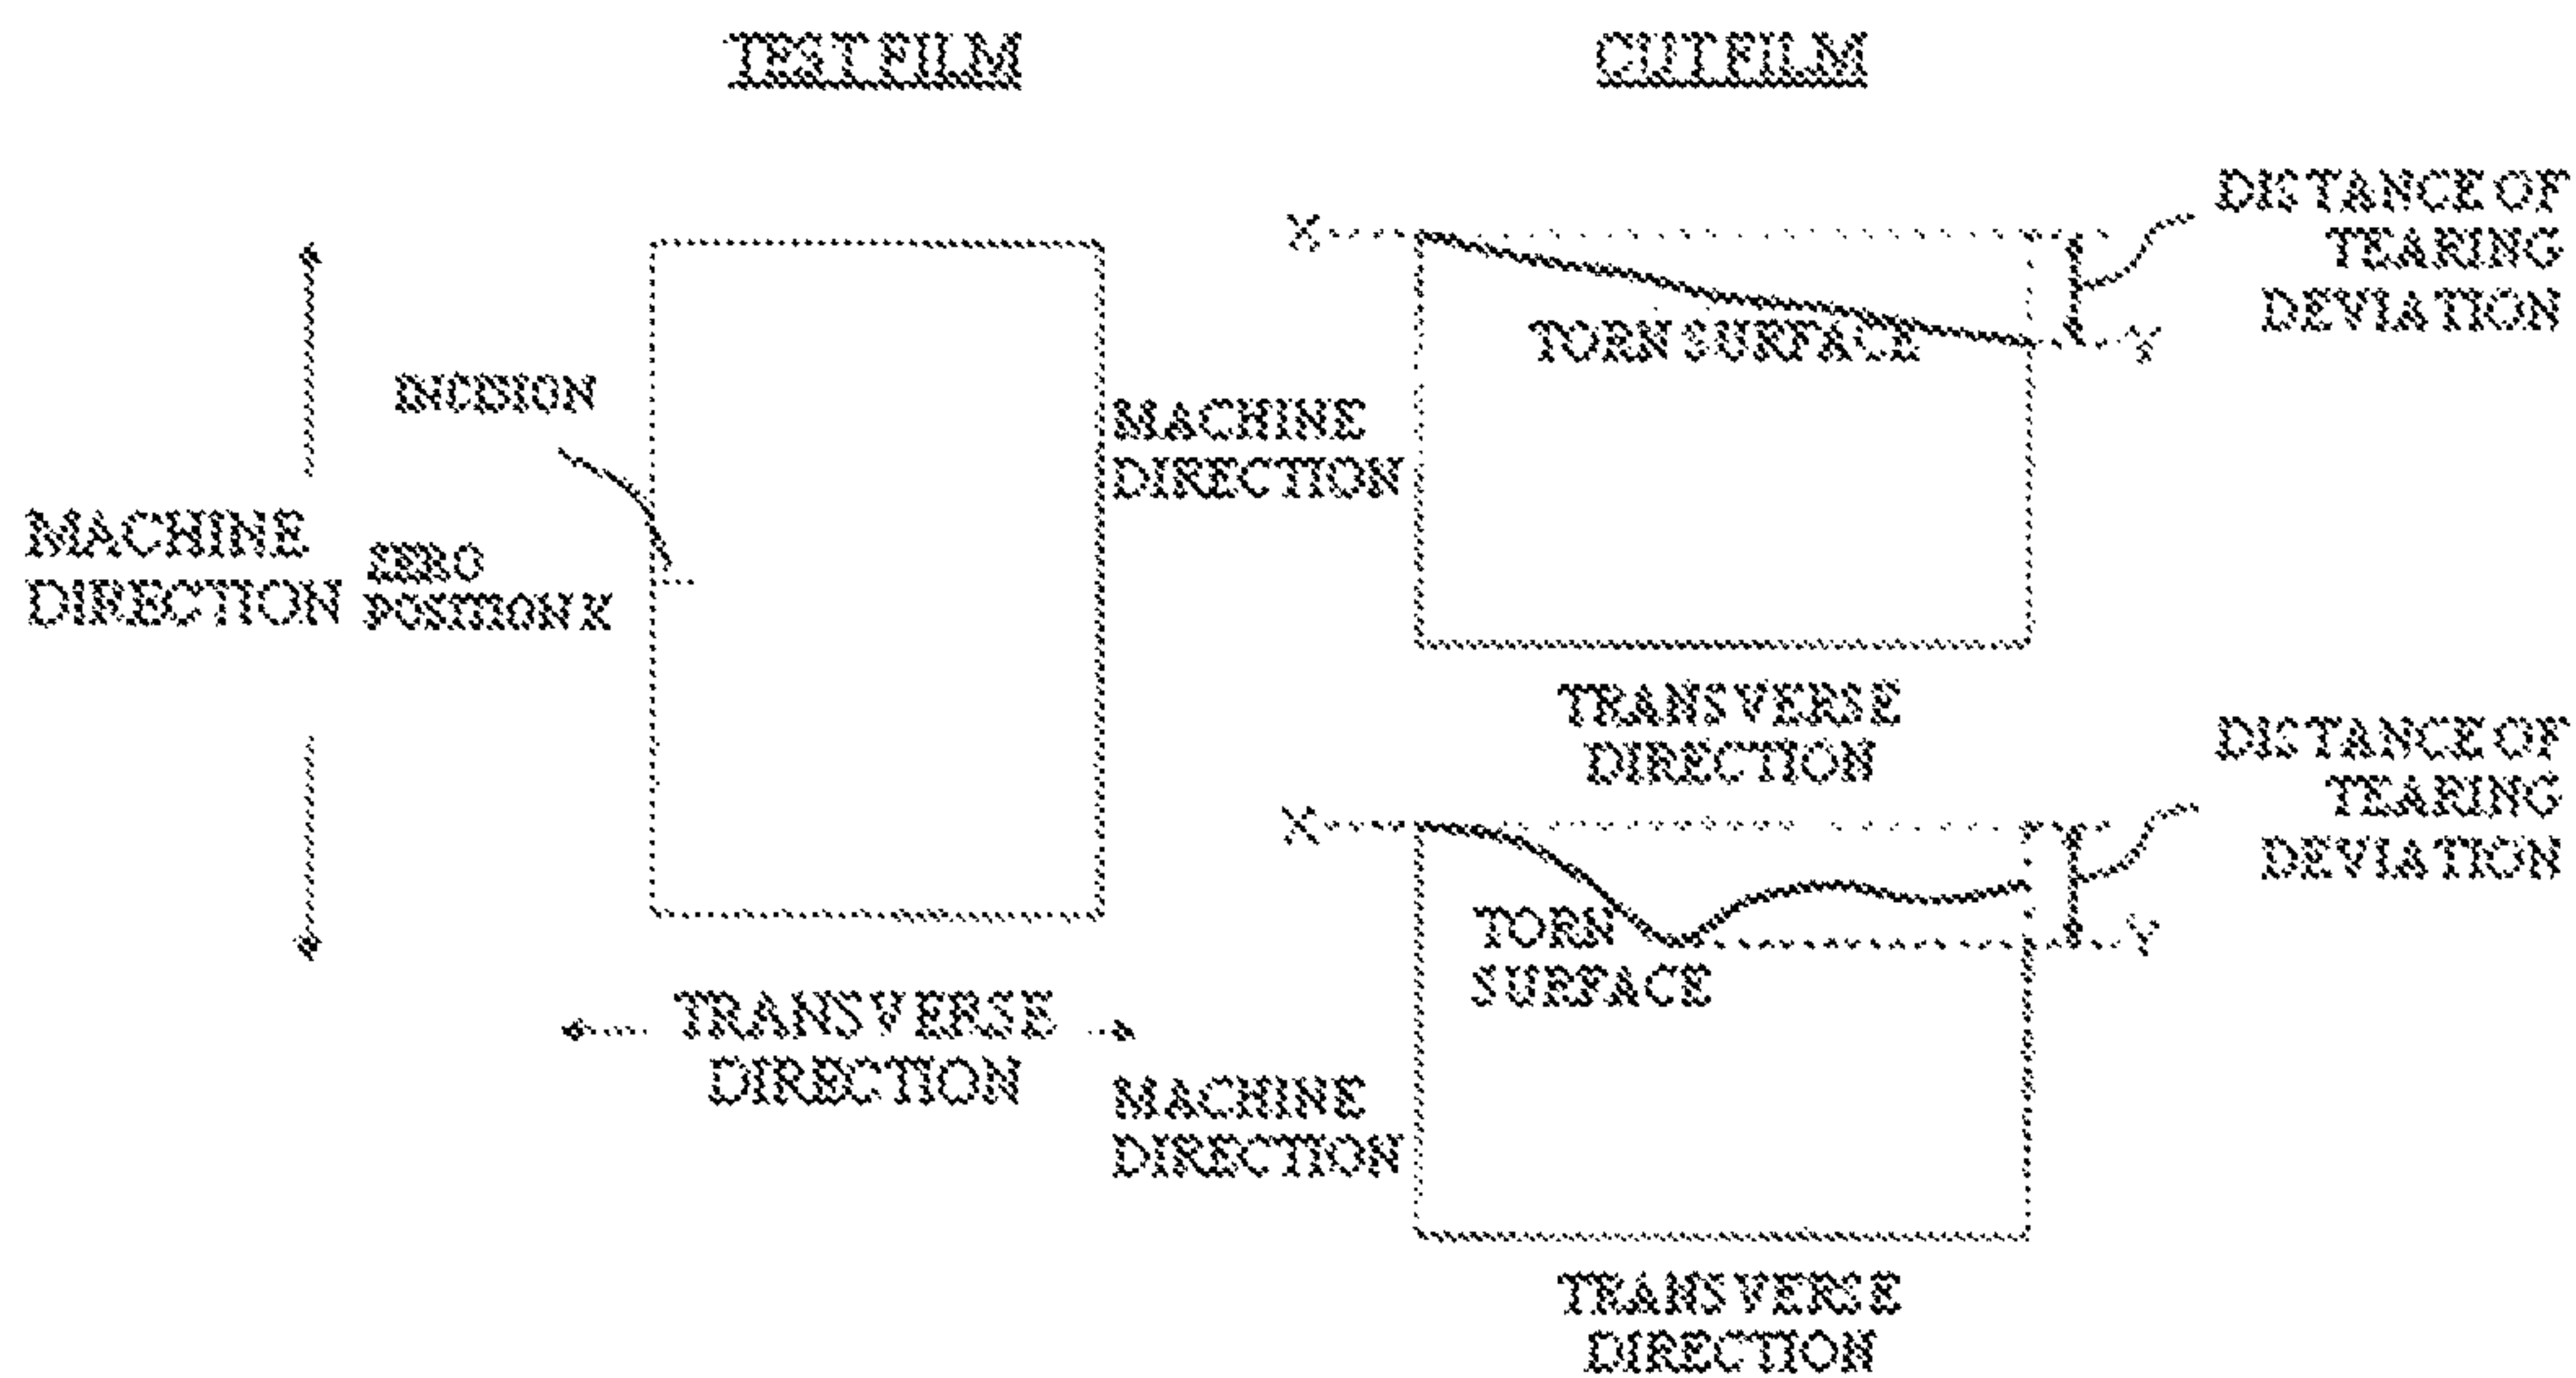 TEST FILM
CUT FILM
INCISION
MACHINE
DIRECTION
ZERO
POSITION X
TRANSVERSE
DIRECTION
X
DISTANCE OF
TEARING
DEVIATION
TORN SURFACE
Y
MACHINE
DIRECTION
TRANSVERSE
DIRECTION
X
DISTANCE OF
TEARING
DEVIATION
TORN
SURFACE
Y
MACHINE
DIRECTION
TRANSVERSE
DIRECTION